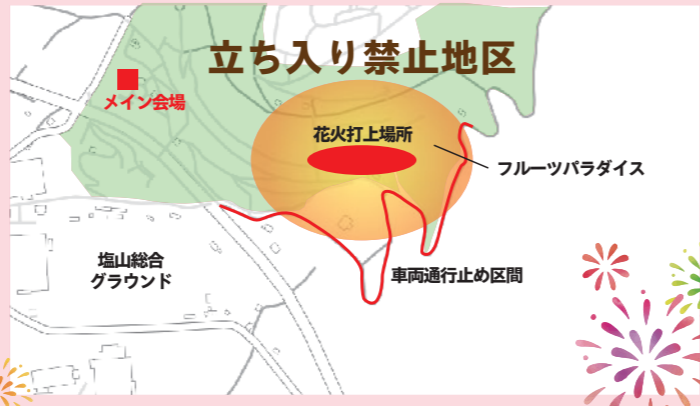 立ち入り禁止地区
メイン会場
花火打上場所
フルーツパラダイス
塩山総合
グラウンド
車両通行止め区間